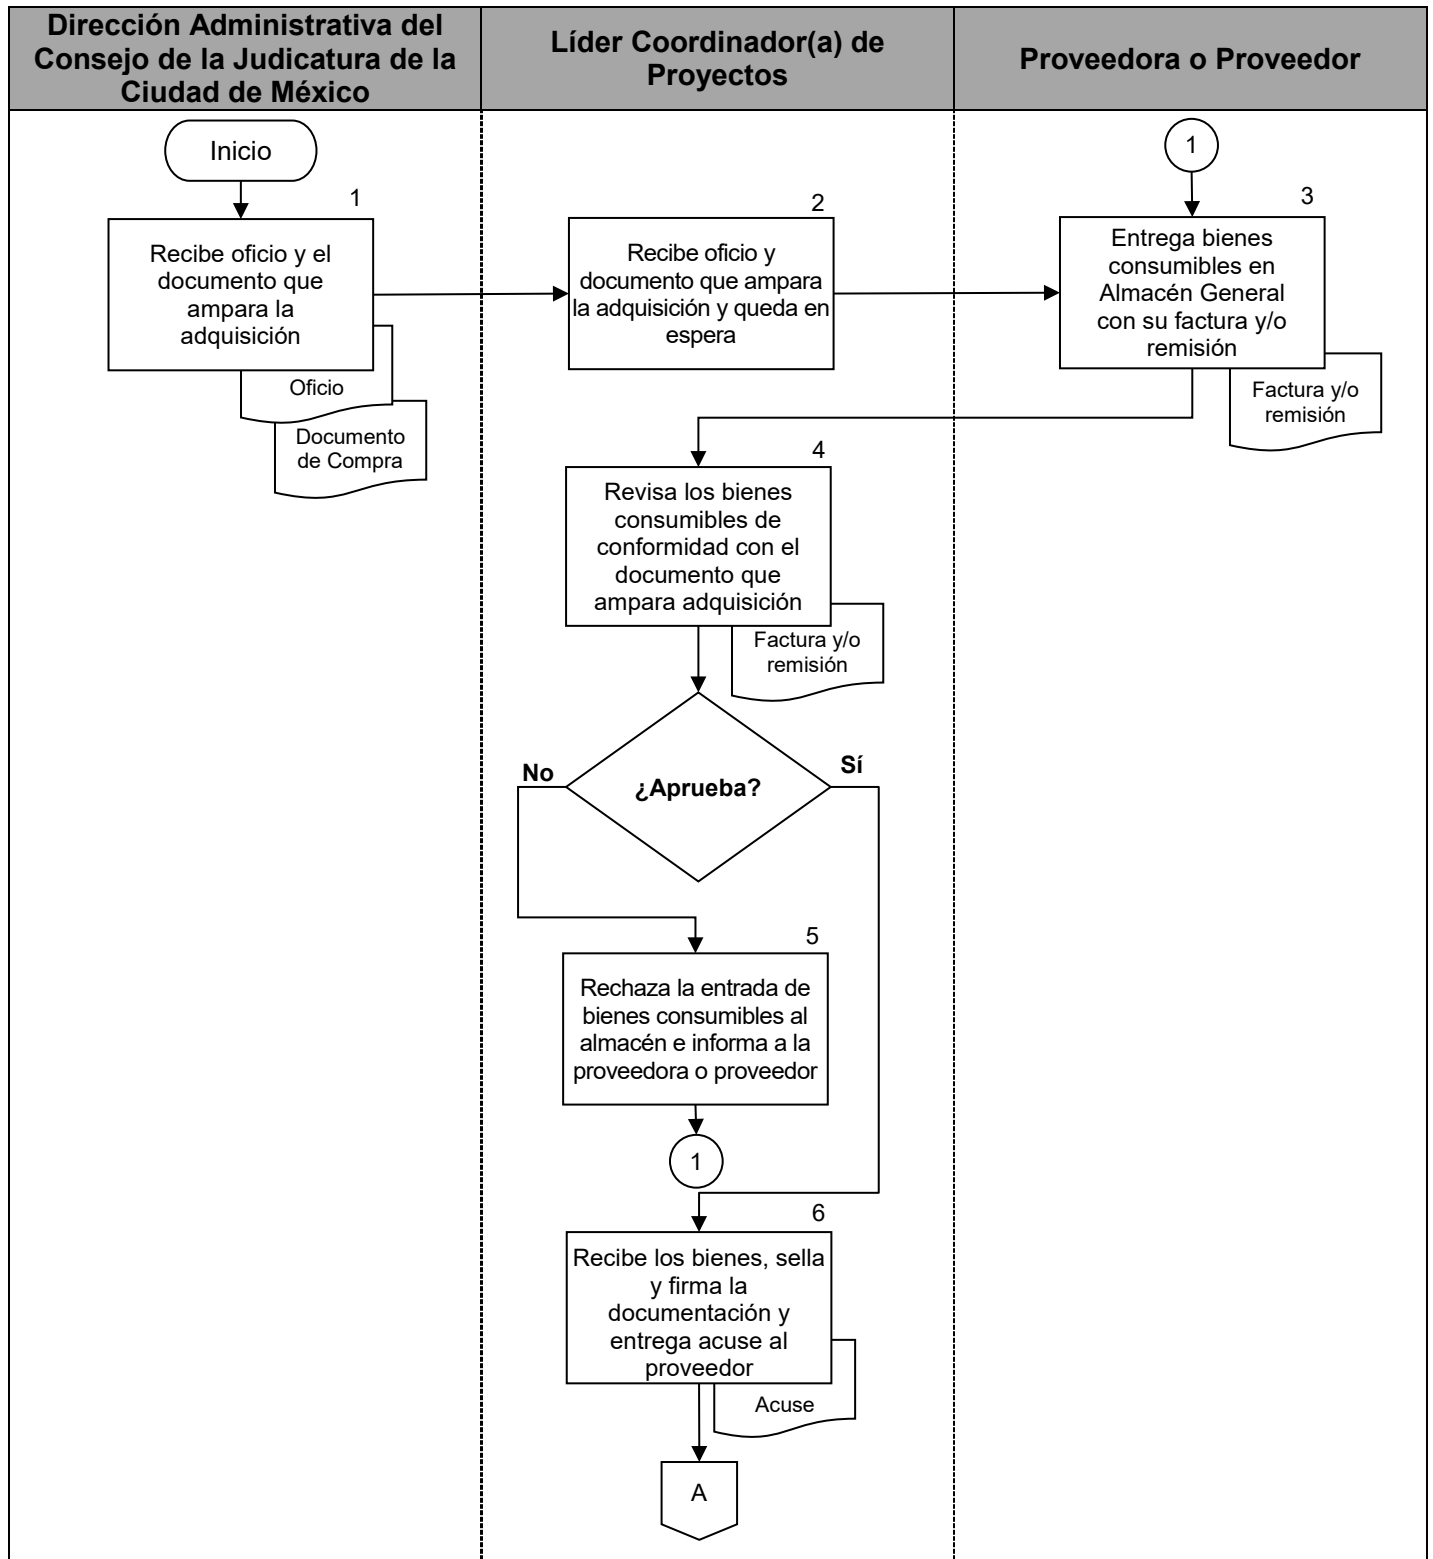 Dirección Administrativa del
Consejo de la Judicatura de la
Ciudad de México
Líder Coordinador(a) de
Proyectos
Proveedora o Proveedor
Inicio
1
1
Recibe oficio y el
documento que
ampara la
adquisición
Oficio
Documento
de Compra
2
Recibe oficio y
documento que ampara
la adquisición y queda en
espera
3
Entrega bienes
consumibles en
Almacén General
con su factura y/o
remisión
Factura y/o
remisión
4
Revisa los bienes
consumibles de
conformidad con el
documento que
ampara adquisición
Factura y/o
remisión
No
¿Aprueba?
Sí
5
Rechaza la entrada de
bienes consumibles al
almacén e informa a la
proveedora o proveedor
1
6
Recibe los bienes, sella
y firma la
documentación y
entrega acuse al
proveedor
Acuse
A